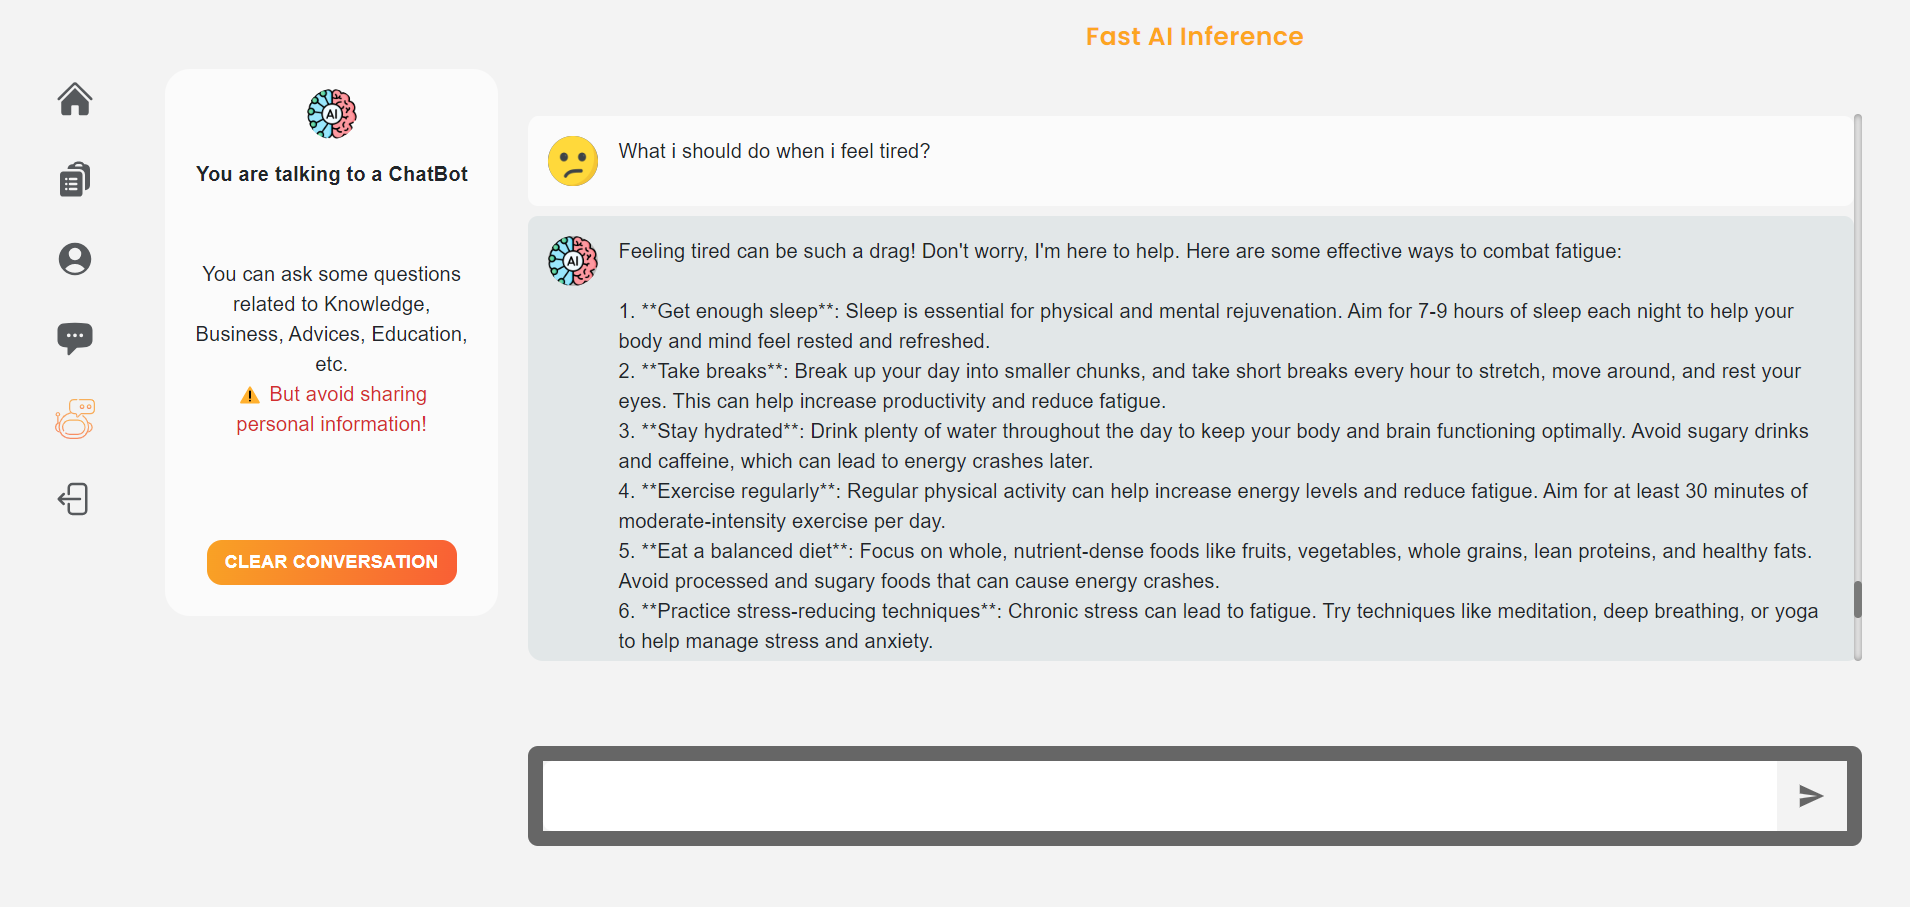 Fast AI Inference
AI
You are talking to a ChatBot
You can ask some questions
related to Knowledge,
Business, Advices, Education,
etc.
But avoid sharing
personal information!
CLEAR CONVERSATION
What i should do when i feel tired?
AI
Feeling tired can be such a drag! Don't worry, I'm here to help. Here are some effective ways to combat fatigue:
1. **Get enough sleep**: Sleep is essential for physical and mental rejuvenation. Aim for 7-9 hours of sleep each night to help your
body and mind feel rested and refreshed.
2. **Take breaks**: Break up your day into smaller chunks, and take short breaks every hour to stretch, move around, and rest your
eyes. This can help increase productivity and reduce fatigue.
3. **Stay hydrated**: Drink plenty of water throughout the day to keep your body and brain functioning optimally. Avoid sugary drinks
and caffeine, which can lead to energy crashes later.
4. **Exercise regularly**: Regular physical activity can help increase energy levels and reduce fatigue. Aim for at least 30 minutes of
moderate-intensity exercise per day.
5. **Eat a balanced diet**: Focus on whole, nutrient-dense foods like fruits, vegetables, whole grains, lean proteins, and healthy fats.
Avoid processed and sugary foods that can cause energy crashes.
6. **Practice stress-reducing techniques**: Chronic stress can lead to fatigue. Try techniques like meditation, deep breathing, or yoga
to help manage stress and anxiety.